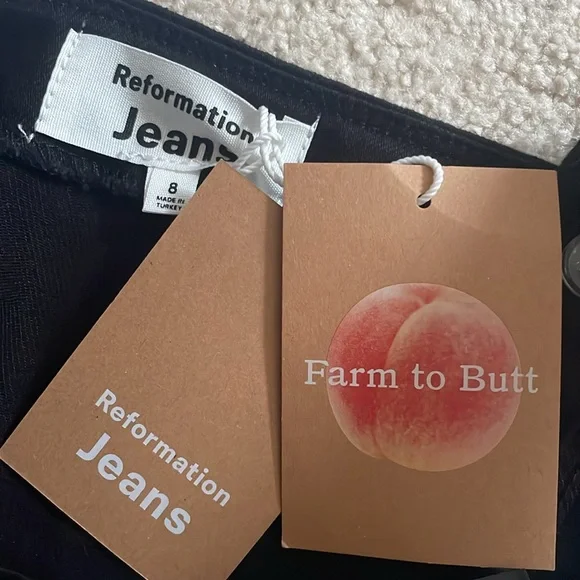 Reformation
Jeans
8
MADE IN
TURKEY
Reformation
Jeans
Farm to Butt